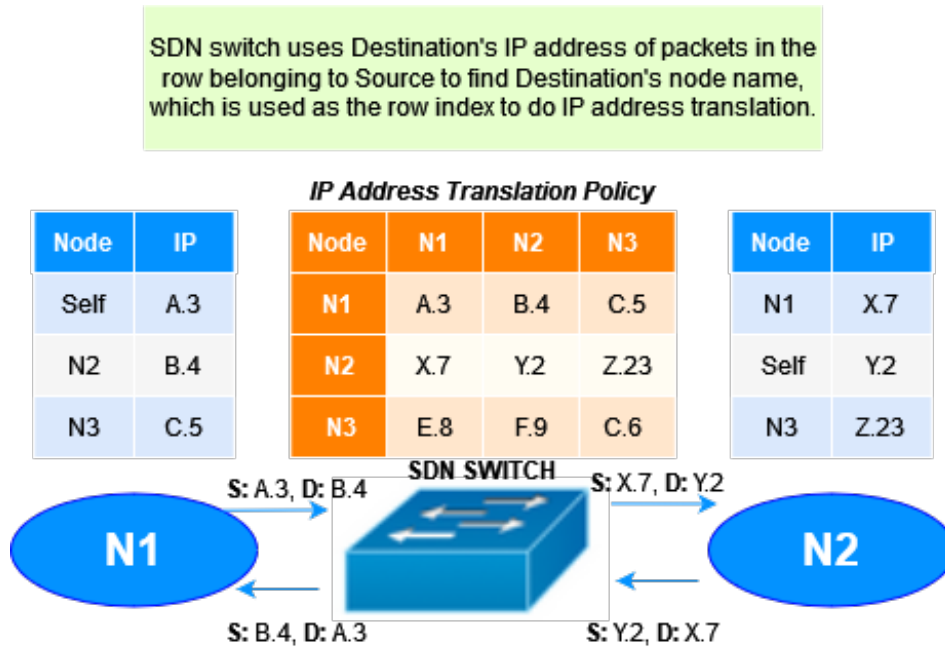 SDN switch uses Destination's IP address of packets in the
row belonging to Source to find Destination's node name,
which is used as the row index to do IP address translation.
IP Address Translation Policy
Node IP
Self A.3
N2 B.4
N3 C.5
Node N1 N2 N3
N1 A.3 B.4 C.5
N2 X.7 Y.2 Z.23
N3 E.8 F.9 C.6
Node IP
N1 X.7
Self Y.2
N3 Z.23
SDN SWITCH
S: A.3, D: B.4
S: X.7, D: Y.2
N1
N2
S: B.4, D: A.3
S: Y.2, D: X.7